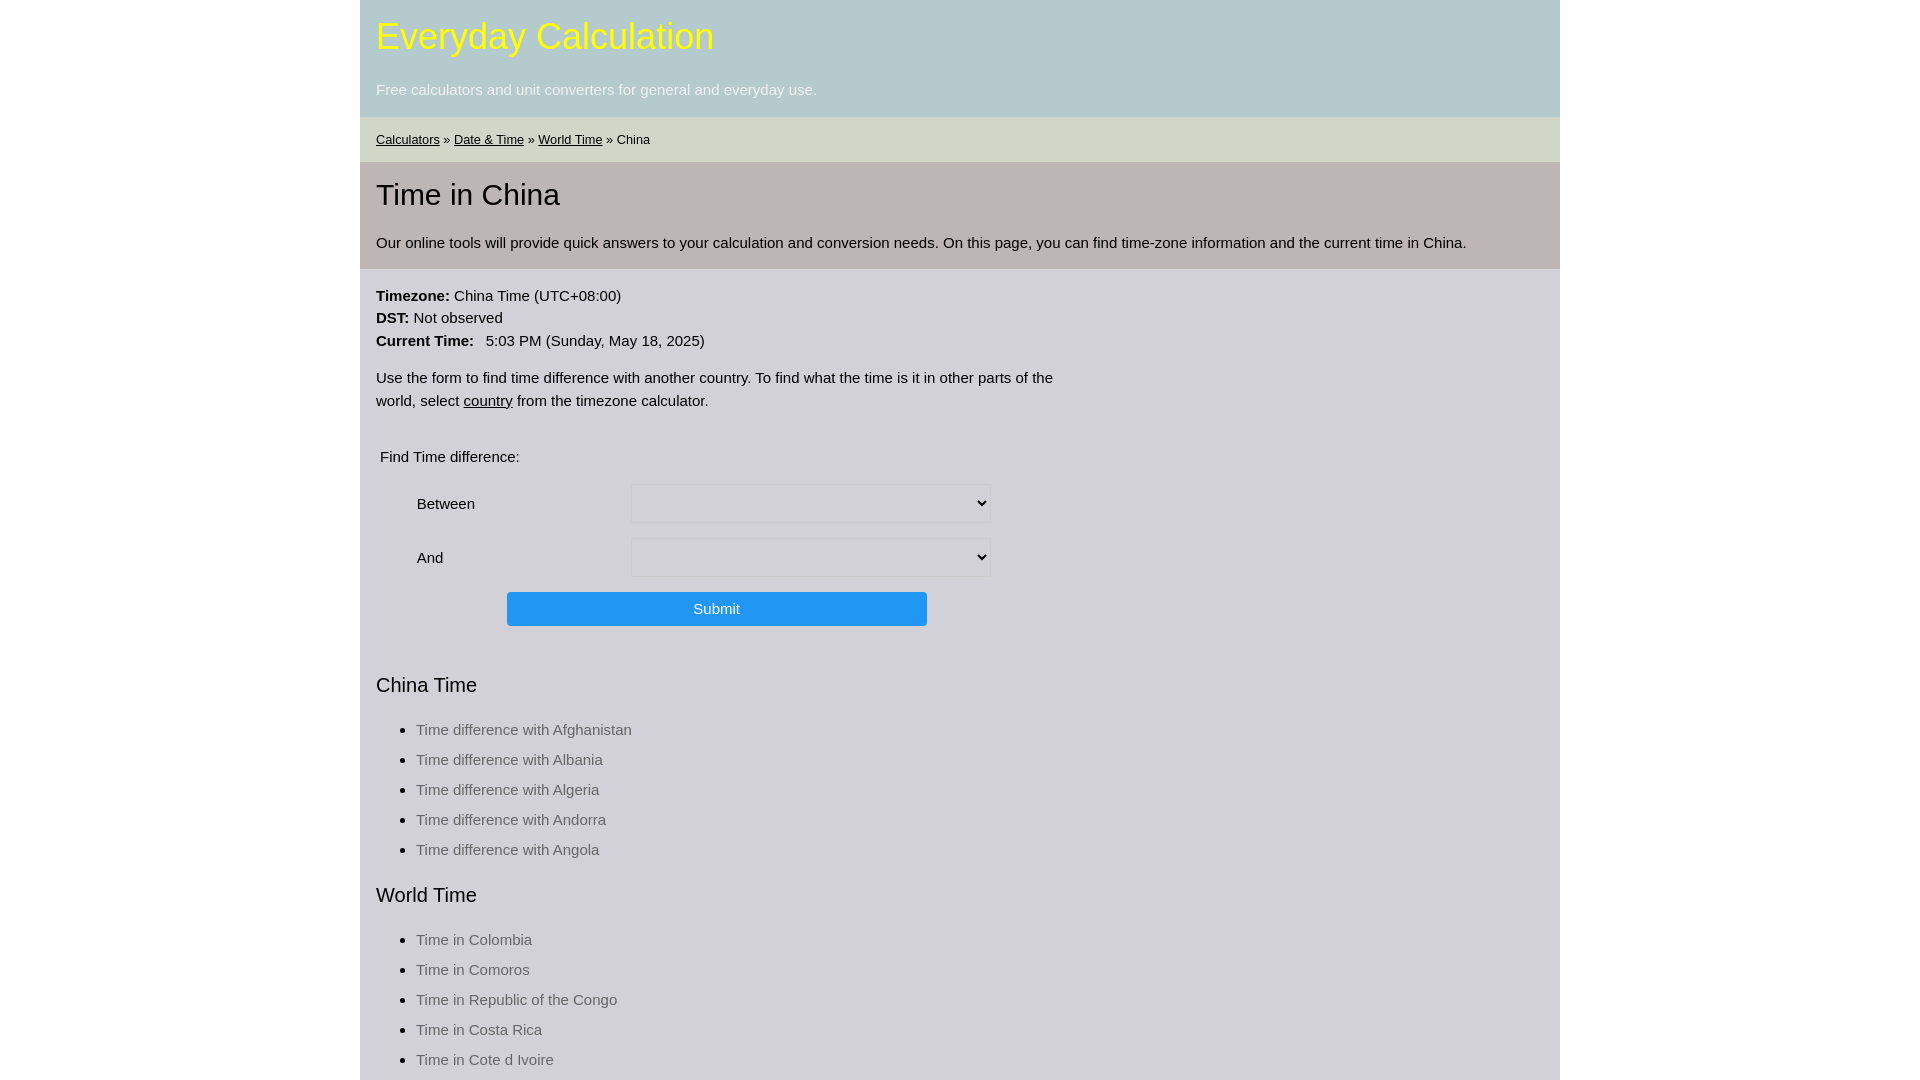 Everyday Calculation
Free calculators and unit converters for general and everyday use.
Calculators » Date & Time » World Time » China
Time in China
Our online tools will provide quick answers to your calculation and conversion needs. On this page, you can find time-zone information and the current time in China.
Timezone: China Time (UTC+08:00)
DST: Not observed
Current Time: 5:03 PM (Sunday, May 18, 2025)
Use the form to find time difference with another country. To find what the time is it in other parts of the
world, select country from the timezone calculator.
Find Time difference:
Between
And
Submit
China Time
Time difference with Afghanistan
Time difference with Albania
Time difference with Algeria
Time difference with Andorra
Time difference with Angola
World Time
Time in Colombia
Time in Comoros
Time in Republic of the Congo
Time in Costa Rica
Time in Cote d Ivoire